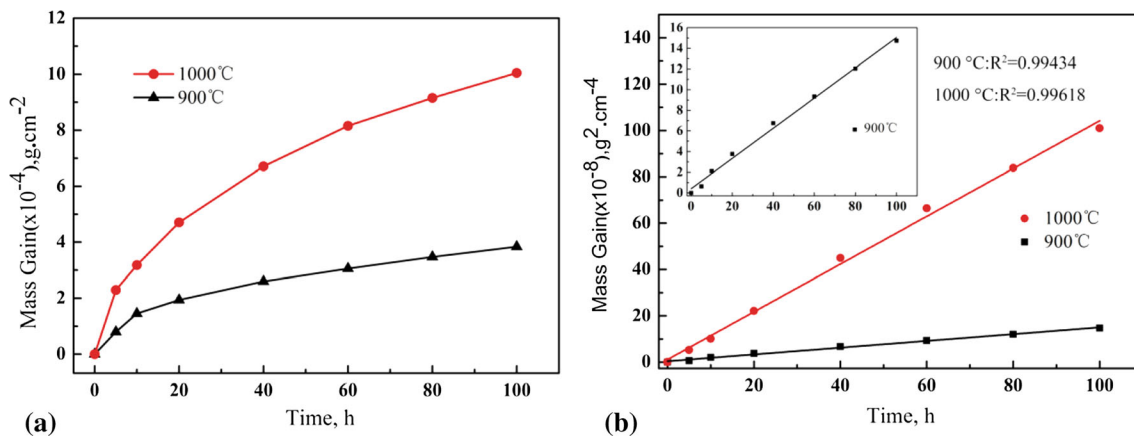 12
10
8
6
4
2
0
Mass Gain(x10-4),g.cm-2
1000℃
900℃
0 20 40 60 80 100
Time, h
(a)
140
120
100
80
60
40
20
0
Mass Gain(x10-8),g2.cm-4
16
14
12
10
8
6
4
2
0
0 20 40 60 80 100
900℃
900 °C:R²=0.99434
1000 °C:R²=0.99618
1000℃
900℃
0 20 40 60 80 100
Time, h
(b)